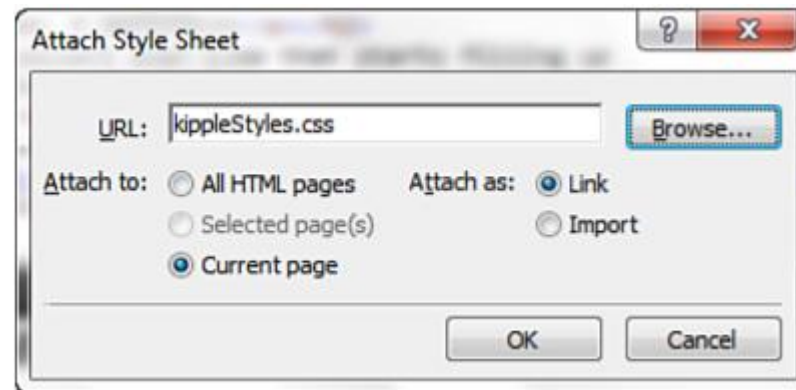 Attach Style Sheet
URL: kippleStyles.css Browse...
Attach to: All HTML pages Attach as: Link
Selected page(s) Import
Current page
OK Cancel